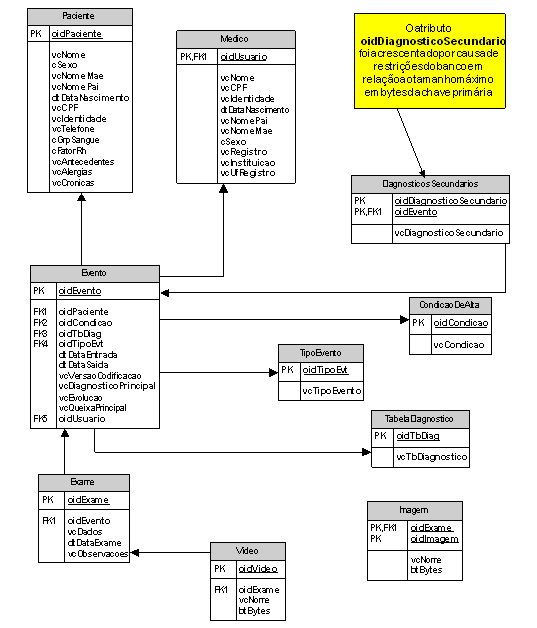 Paciente
PK oidPaciente
vcNome
cSexo
vcNomeMae
vcNomePai
dtDataNascimento
vcCPF
vcIdentidade
vcTelefone
cGrpSangue
cFatorRh
vcAntecedentes
vcAlergias
vcCronicas
Medico
PK,FK1 oidUsuario
vcNome
vcCPF
vcIdentidade
dtDataNascimento
vcNomePai
vcNomeMae
cSexo
vcRegistro
vcInstituicao
vcUfRegistro
O atributo
oidDiagnosticoSecundario
foi acrescentado por causa de
restrições do banco em
relação ao tamanho máximo
em bytes da chave primária
DiagnosticosSecundarios
PK oidDiagnosticoSecundario
PK,FK1 oidEvento
vcDiagnosticoSecundario
Evento
PK oidEvento
FK1 oidPaciente
FK2 oidCondicao
FK3 oidTbDiag
FK4 oidTipoEvt
dtDataEntrada
dtDataSaida
vcVersaoCodificacao
vcDiagnosticoPrincipal
vcEvolucao
vcQueixaPrincipal
FK5 oidUsuario
CondicaoDeAlta
PK oidCondicao
vcCondicao
TipoEvento
PK oidTipoEvt
vcTipoEvento
TabelaDiagnostico
PK oidTbDiag
vcTbDiagnostico
Exame
PK oidExame
FK1 oidEvento
vcDados
dtDataExame
vcObservacoes
Imagem
PK,FK1 oidExame
PK oidImagem
vcNome
btBytes
Video
PK oidVideo
FK1 oidExame
vcNome
btBytes